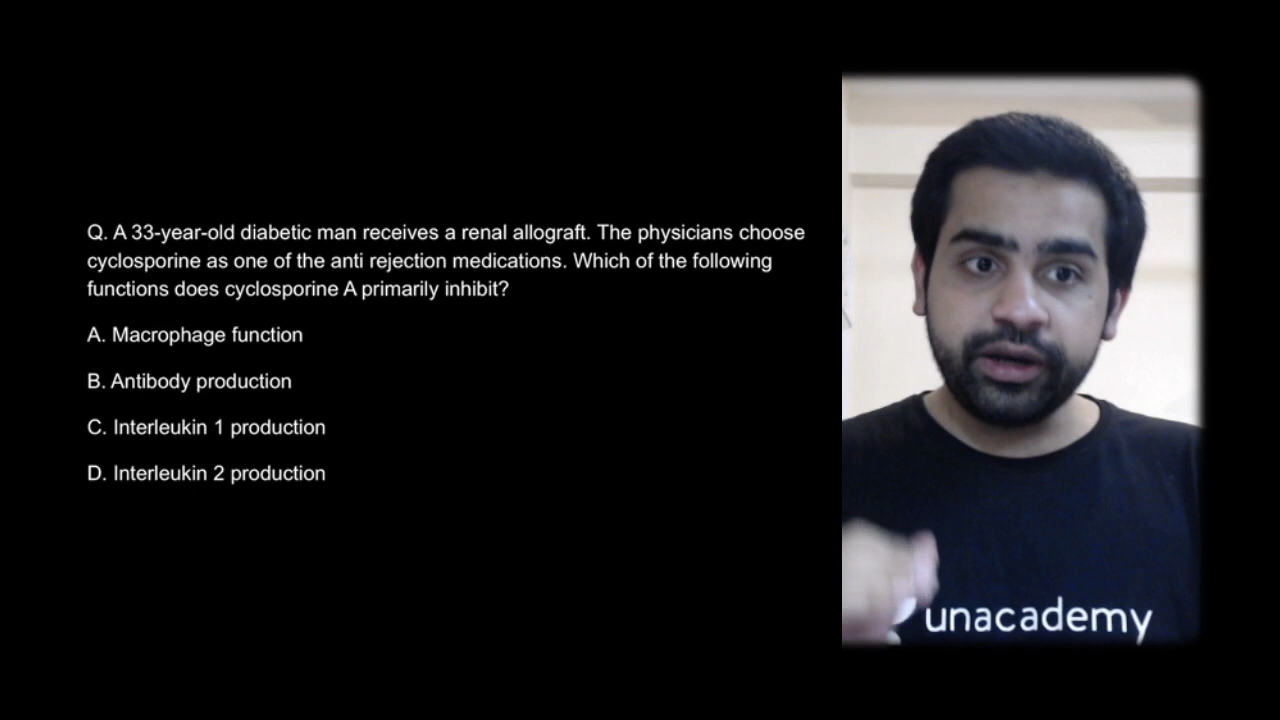 Q. A 33-year-old diabetic man receives a renal allograft. The physicians choose
cyclosporine as one of the anti rejection medications. Which of the following
functions does cyclosporine A primarily inhibit?
A. Macrophage function
B. Antibody production
C. Interleukin 1 production
D. Interleukin 2 production
unacademy